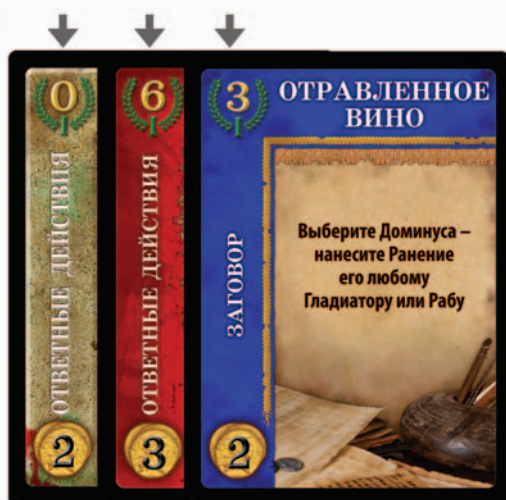 0
I
ОТВЕТНЫЕ ДЕЙСТВИЯ
2
6
I
ОТВЕТНЫЕ ДЕЙСТВИЯ
3
3
I
ЗАГОВОР
2
ОТРАВЛЕННОЕ
ВИНО
Выберите Доминуса –
нанесите Ранение
его любому
Гладиатору или Рабу